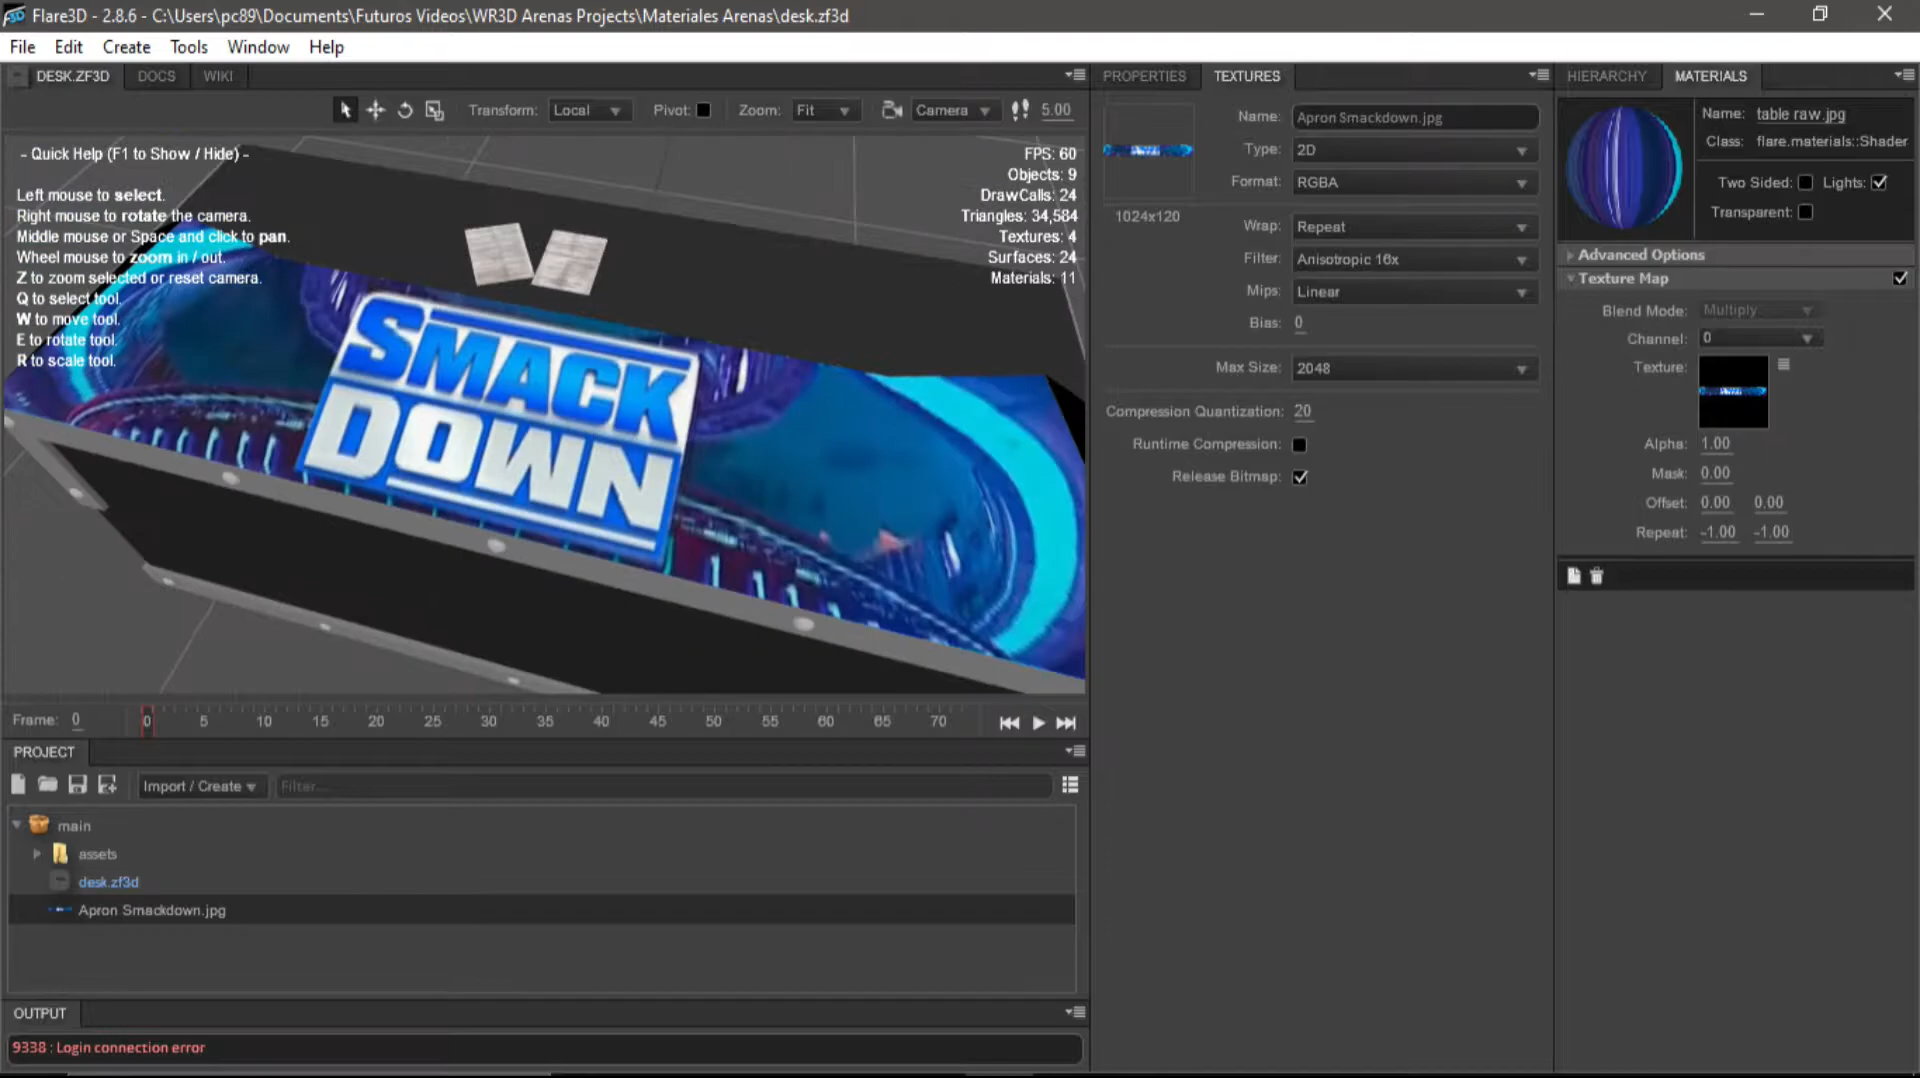 Flare3D - 2.8.6 - C:\Users\pc89\Documents\Futuros Videos\WR3D Arenas Projects\Materiales Arenas\desk.zf3d
File Edit Create Tools Window Help
DESK.ZF3D DOCS WIKI
Transform: Local Pivot: Zoom: Fit Camera 5.00
- Quick Help (F1 to Show / Hide) -
Left mouse to select.
Right mouse to rotate the camera.
Middle mouse or Space and click to pan.
Wheel mouse to zoom in / out.
Z to zoom selected or reset camera.
Q to select tool.
W to move tool.
E to rotate tool.
R to scale tool.
FPS: 60
Objects: 9
DrawCalls: 24
Triangles: 34,584
Textures: 4
Surfaces: 24
Materials: 11
SMACK
DOWN
Frame: 0 0 5 10 15 20 25 30 35 40 45 50 55 60 65 70
PROJECT
Import / Create Filter...
main
assets
desk.zf3d
Apron Smackdown.jpg
OUTPUT
9338 : Login connection error
PROPERTIES TEXTURES
1024x120
Name: Apron Smackdown.jpg
Type: 2D
Format: RGBA
Wrap: Repeat
Filter: Anisotropic 16x
Mips: Linear
Bias: 0
Max Size: 2048
Compression Quantization: 20
Runtime Compression:
Release Bitmap:
HIERARCHY MATERIALS
Name: table raw.jpg
Class: flare.materials::Shader
Two Sided: Lights:
Transparent:
Advanced Options
Texture Map
Blend Mode: Multiply
Channel: 0
Texture:
Alpha: 1.00
Mask: 0.00
Offset: 0.00 0.00
Repeat: -1.00 -1.00